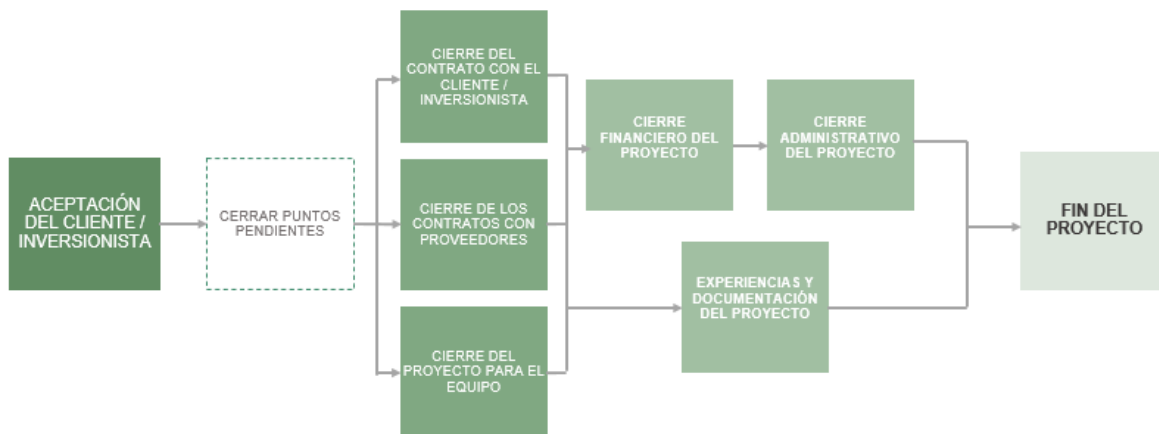 ACEPTACIÓN
DEL CLIENTE /
INVERSIONISTA
CERRAR PUNTOS
PENDIENTES
CIERRE DEL
CONTRATO CON EL
CLIENTE /
INVERSIONISTA
CIERRE DE LOS
CONTRATOS CON
PROVEEDORES
CIERRE DEL
PROYECTO PARA EL
EQUIPO
CIERRE
FINANCIERO DEL
PROYECTO
CIERRE
ADMINISTRATIVO
DEL PROYECTO
EXPERIENCIAS Y
DOCUMENTACIÓN
DEL PROYECTO
FIN DEL
PROYECTO